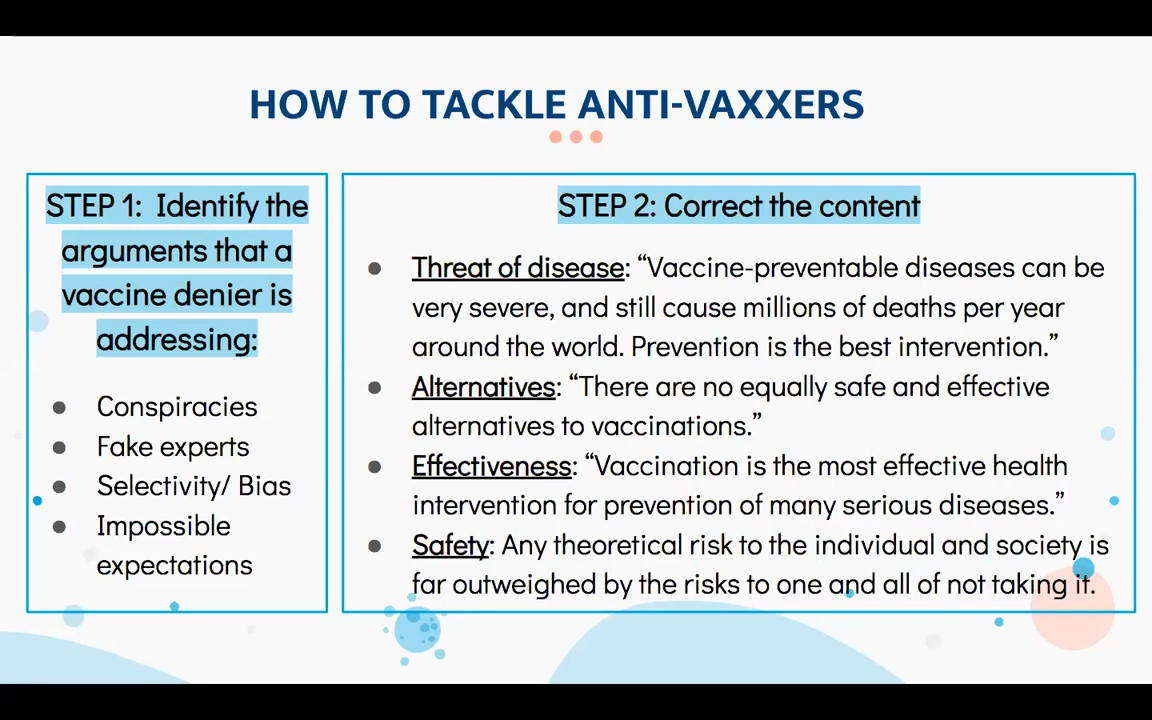 HOW TO TACKLE ANTI-VAXXERS
STEP 1: Identify the
arguments that a
vaccine denier is
addressing:
● Conspiracies
● Fake experts
● Selectivity/ Bias
● Impossible
expectations
STEP 2: Correct the content
● Threat of disease: “Vaccine-preventable diseases can be
very severe, and still cause millions of deaths per year
around the world. Prevention is the best intervention.”
● Alternatives: “There are no equally safe and effective
alternatives to vaccinations.”
● Effectiveness: “Vaccination is the most effective health
intervention for prevention of many serious diseases.”
● Safety: Any theoretical risk to the individual and society is
far outweighed by the risks to one and all of not taking it.